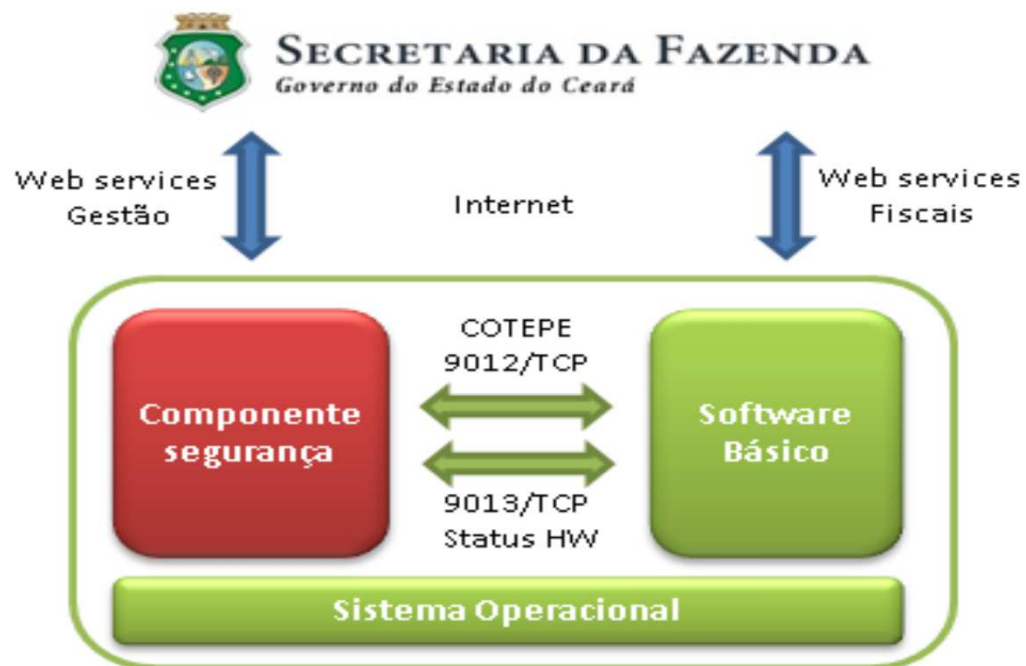 SECRETARIA DA FAZENDA
Governo do Estado do Ceará
Web services
Gestão
Internet
Web services
Fiscais
COTEPE
9012/TCP
Componente
segurança
Software
Básico
9013/TCP
Status HW
Sistema Operacional